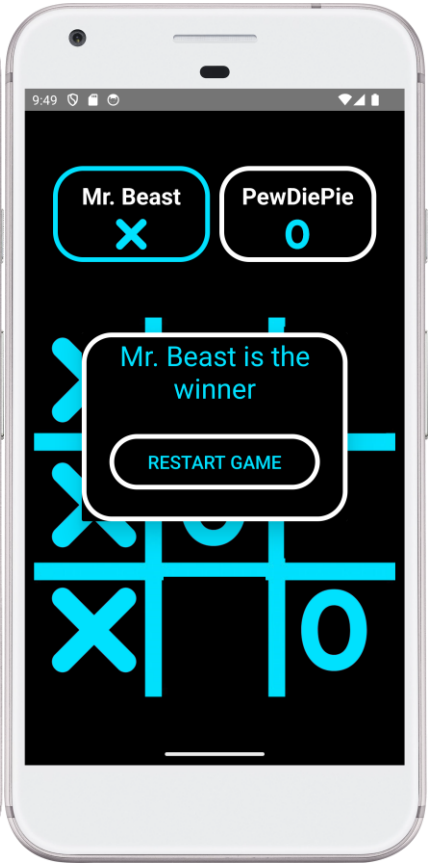 9:49
Mr. Beast PewDiePie
X O
Mr. Beast is the
winner
RESTART GAME
X
X O
X O